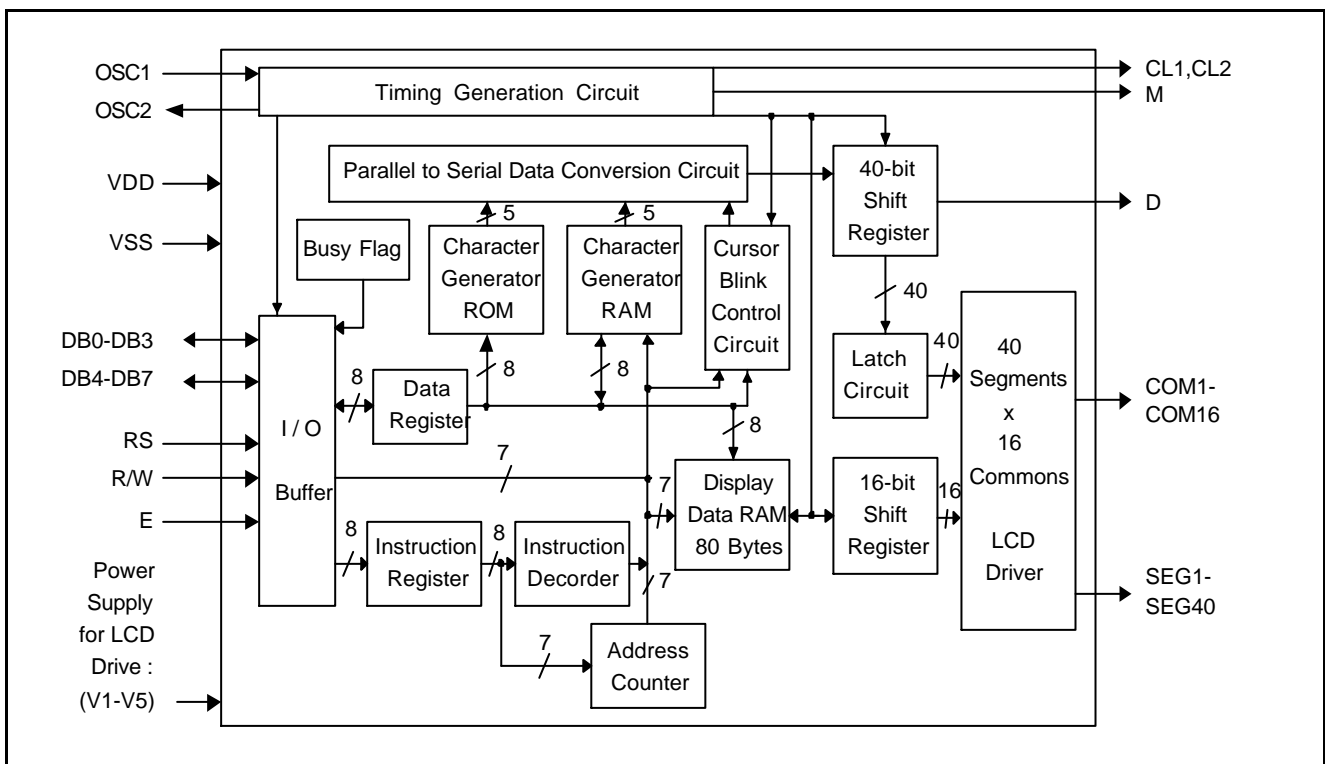 OSC1
OSC2
VDD
VSS
DB0-DB3
DB4-DB7
RS
R/W
E
Power
Supply
for LCD
Drive :
(V1-V5)
Timing Generation Circuit
CL1,CL2
M
Parallel to Serial Data Conversion Circuit
40-bit
Shift
Register
D
5
5
Busy Flag
Character
Generator
ROM
Character
Generator
RAM
Cursor
Blink
Control
Circuit
40
8
8
8
Data
Register
I / O
Buffer
Latch
Circuit
40
40
Segments
x
16
Commons
LCD
Driver
COM1-
COM16
8
7
7
Display
Data RAM
80 Bytes
16-bit
Shift
Register
16
8
Instruction
Register
8
Instruction
Decorder
7
SEG1-
SEG40
7
Address
Counter